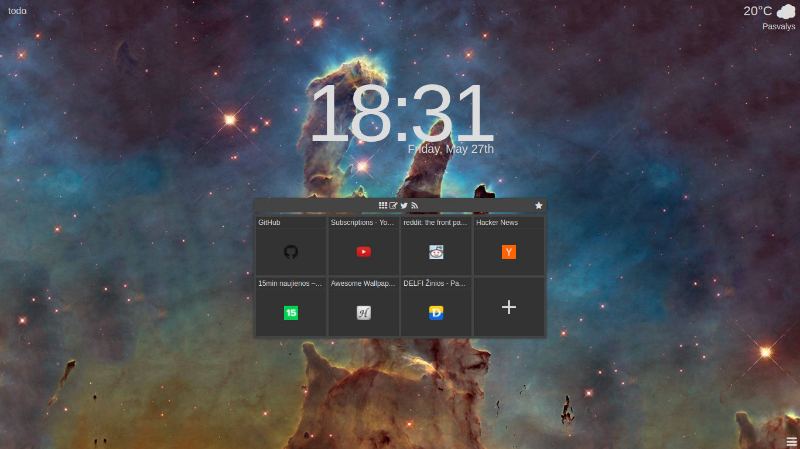 todo
20°C
Pasvalys
18:31
Friday, May 27th
GitHub
Subscriptions - Yo...
reddit: the front pa...
Hacker News
Y
15min naujienos –...
Awesome Wallpap...
DELFI Žinios - Pa...
15
H
D